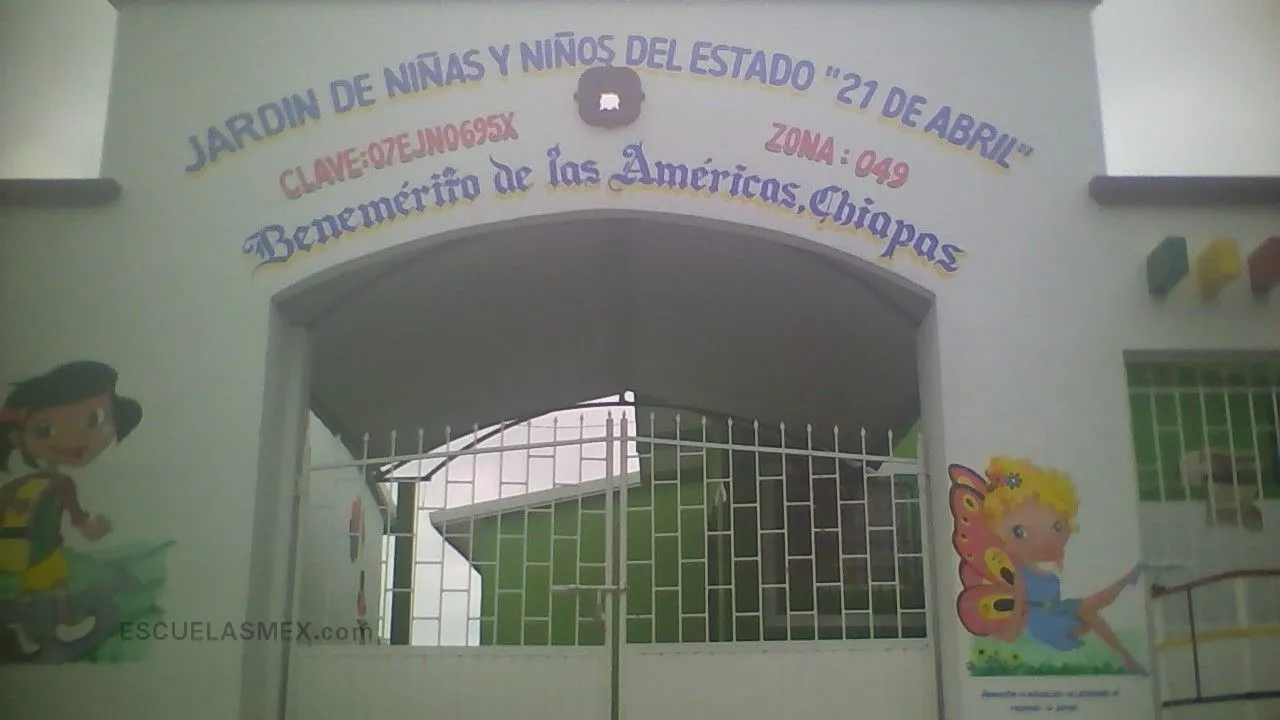 JARDIN DE NIÑAS Y NIÑOS DEL ESTADO "21 DE ABRIL"
CLAVE:07EJN0695X
ZONA: 049
Benemérito de las Américas, Chiapas
ESCUELASMEX.com